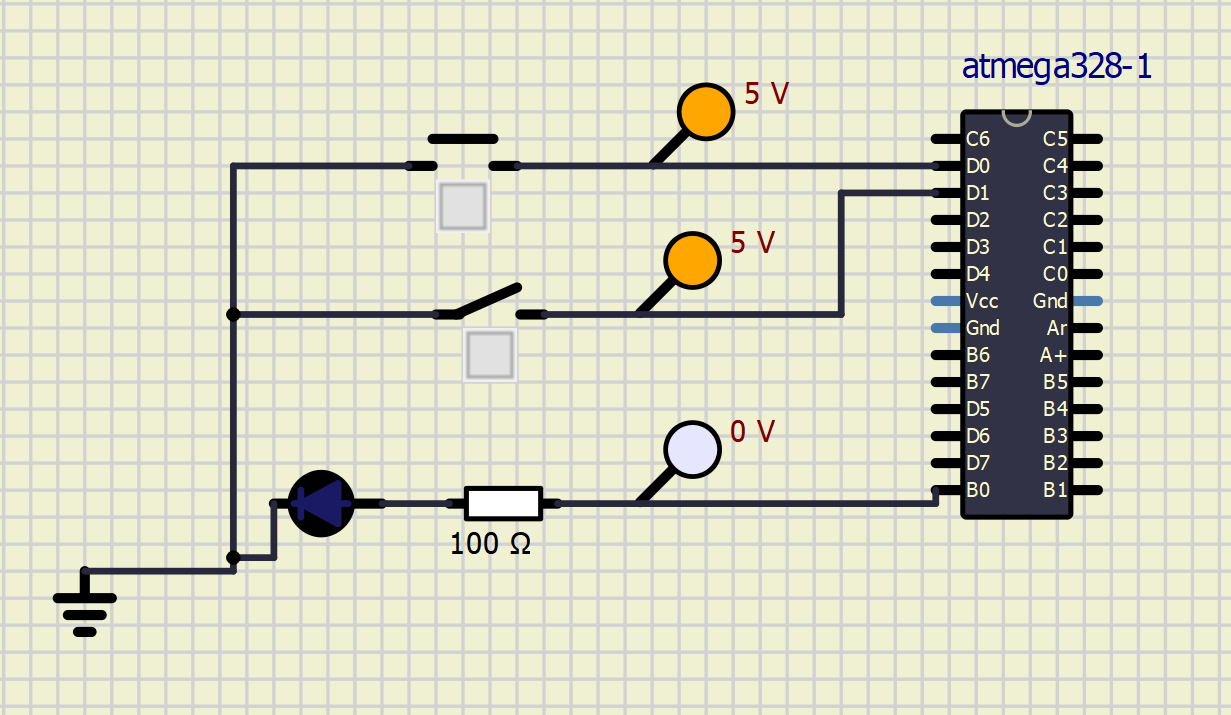 atmega328-1
5 V
C6 C5
D0 C4
D1 C3
D2 C2
5 V
D3 C1
D4 C0
Vcc Gnd
Gnd Ar
B6 A+
B7 B5
D5 B4
0 V
D6 B3
D7 B2
B0 B1
100 Ω